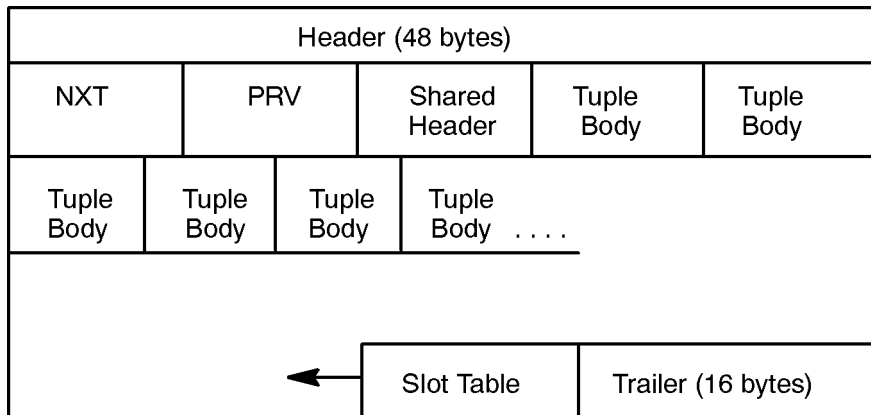 Header (48 bytes)
NXT PRV Shared Tuple Tuple
Header Body Body
Tuple Tuple Tuple Tuple
Body Body Body Body . . . .
Slot Table Trailer (16 bytes)